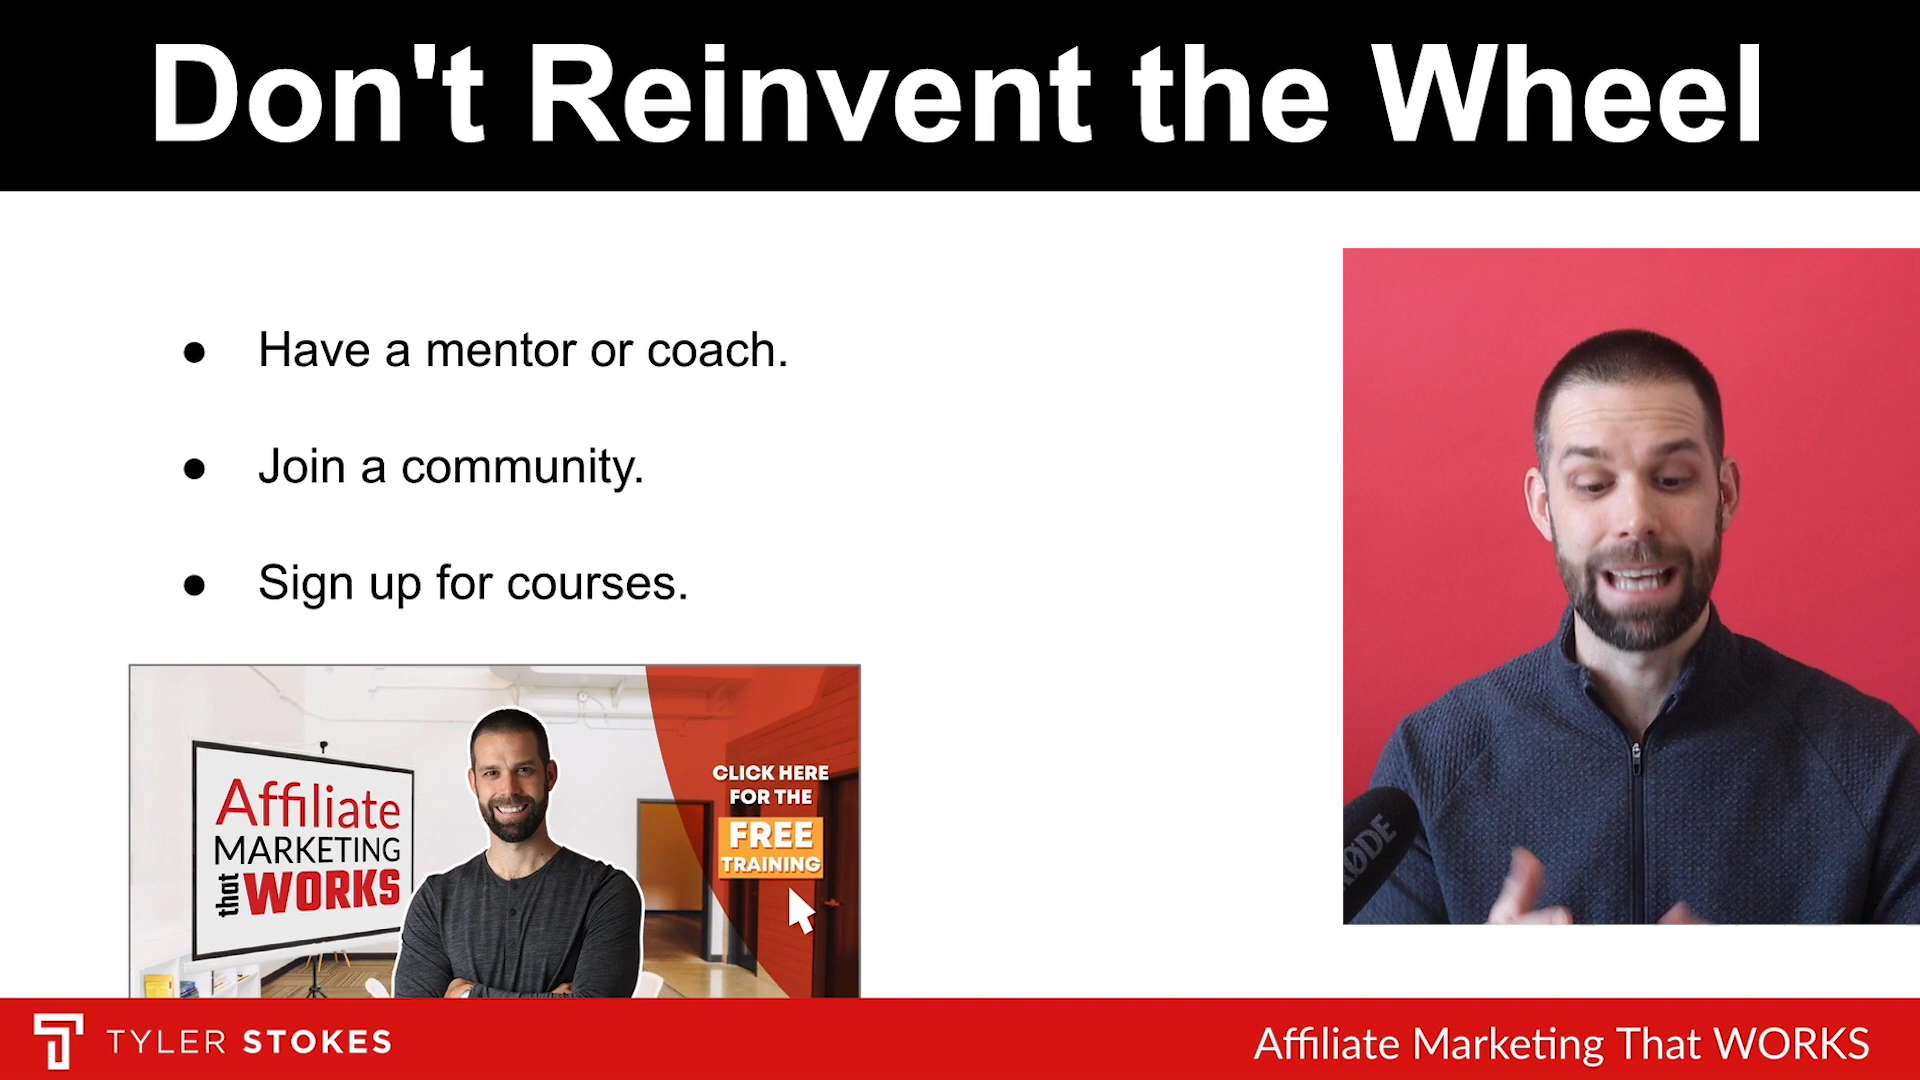 Don't Reinvent the Wheel
● Have a mentor or coach.
● Join a community.
● Sign up for courses.
Affiliate
MARKETING
that WORKS
CLICK HERE
FOR THE
FREE
TRAINING
RØDE
TYLER STOKES
Affiliate Marketing That WORKS